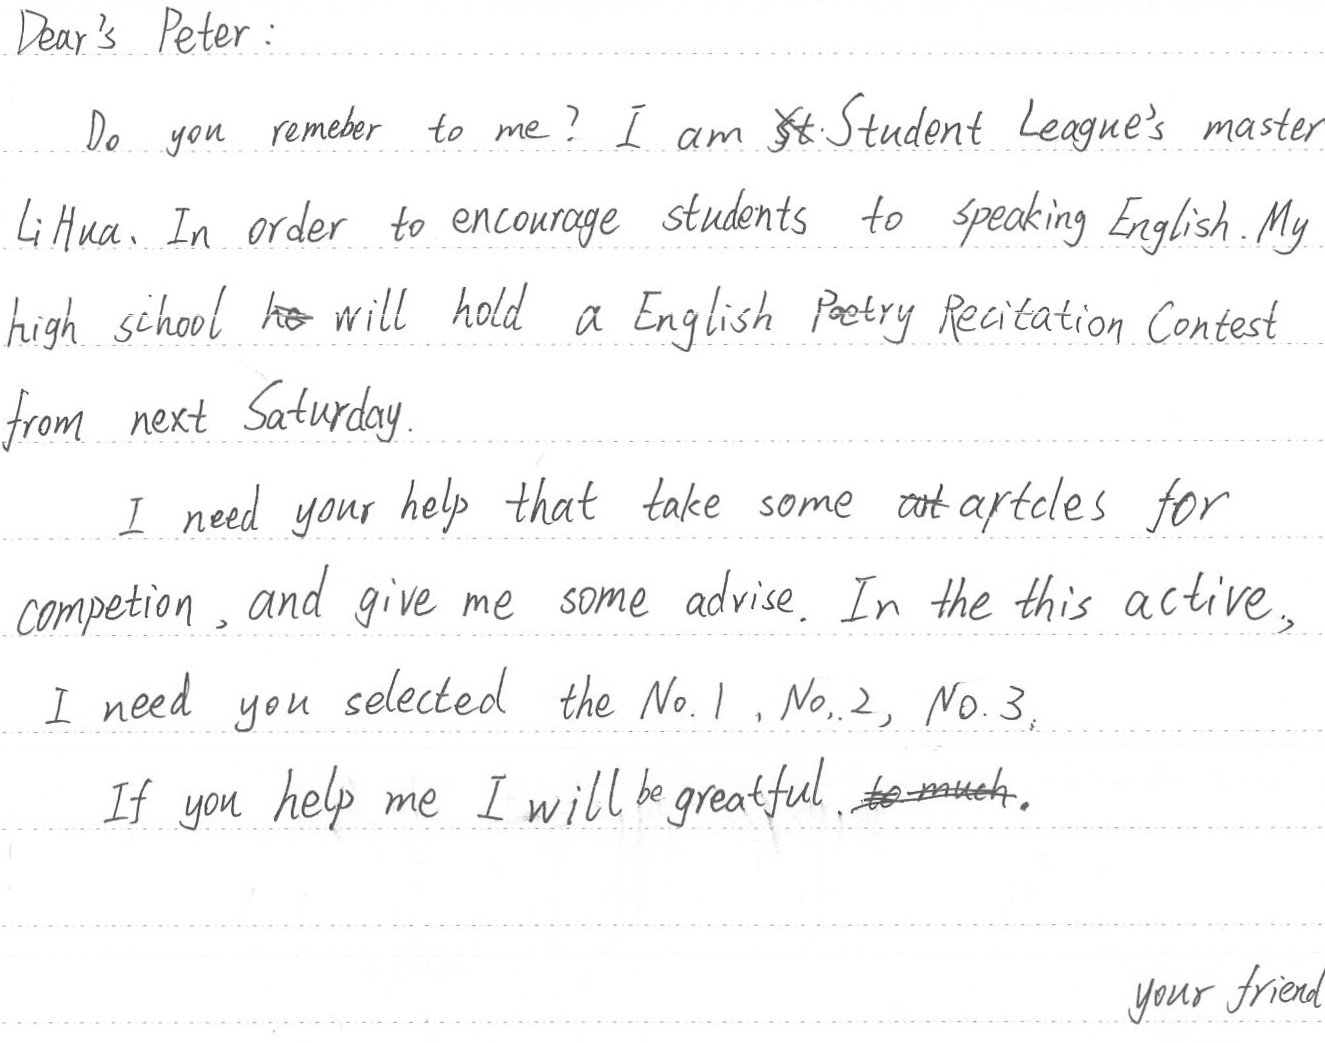 Dear's Peter:
Do you remeber to me? I am Student League's master
Li Hua. In order to encourage students to speaking English. My
high school will hold a English Poetry Recitation Contest
from next Saturday.
I need your help that take some artcles for
competion, and give me some advise. In the this active,
I need you selected the No.1, No.2, No.3.
If you help me I will be greatful.
your friend